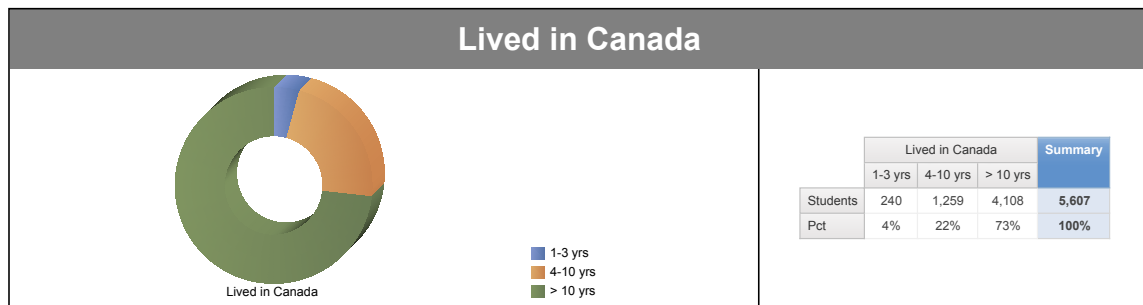 Lived in Canada
Lived in Canada
1-3 yrs
4-10 yrs
> 10 yrs
Lived in Canada Summary
1-3 yrs 4-10 yrs > 10 yrs
Students 240 1,259 4,108 5,607
Pct 4% 22% 73% 100%